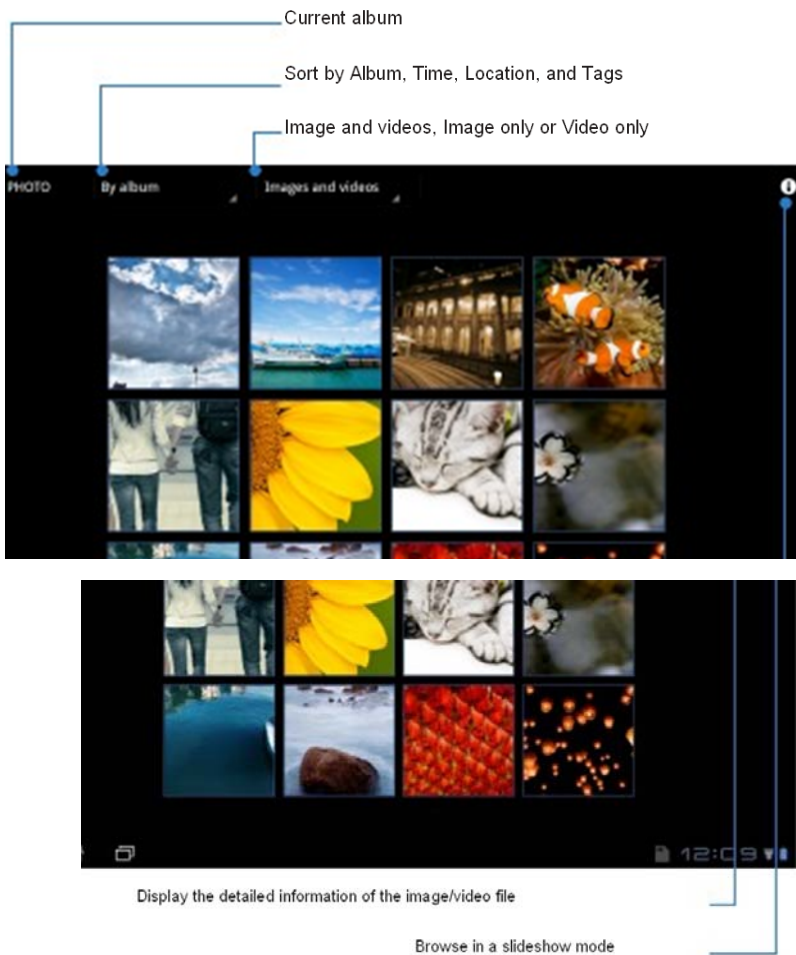 Current album
Sort by Album, Time, Location, and Tags
Image and videos, Image only or Video only
PHOTO By album Images and videos
12:09
Display the detailed information of the image/video file
Browse in a slideshow mode